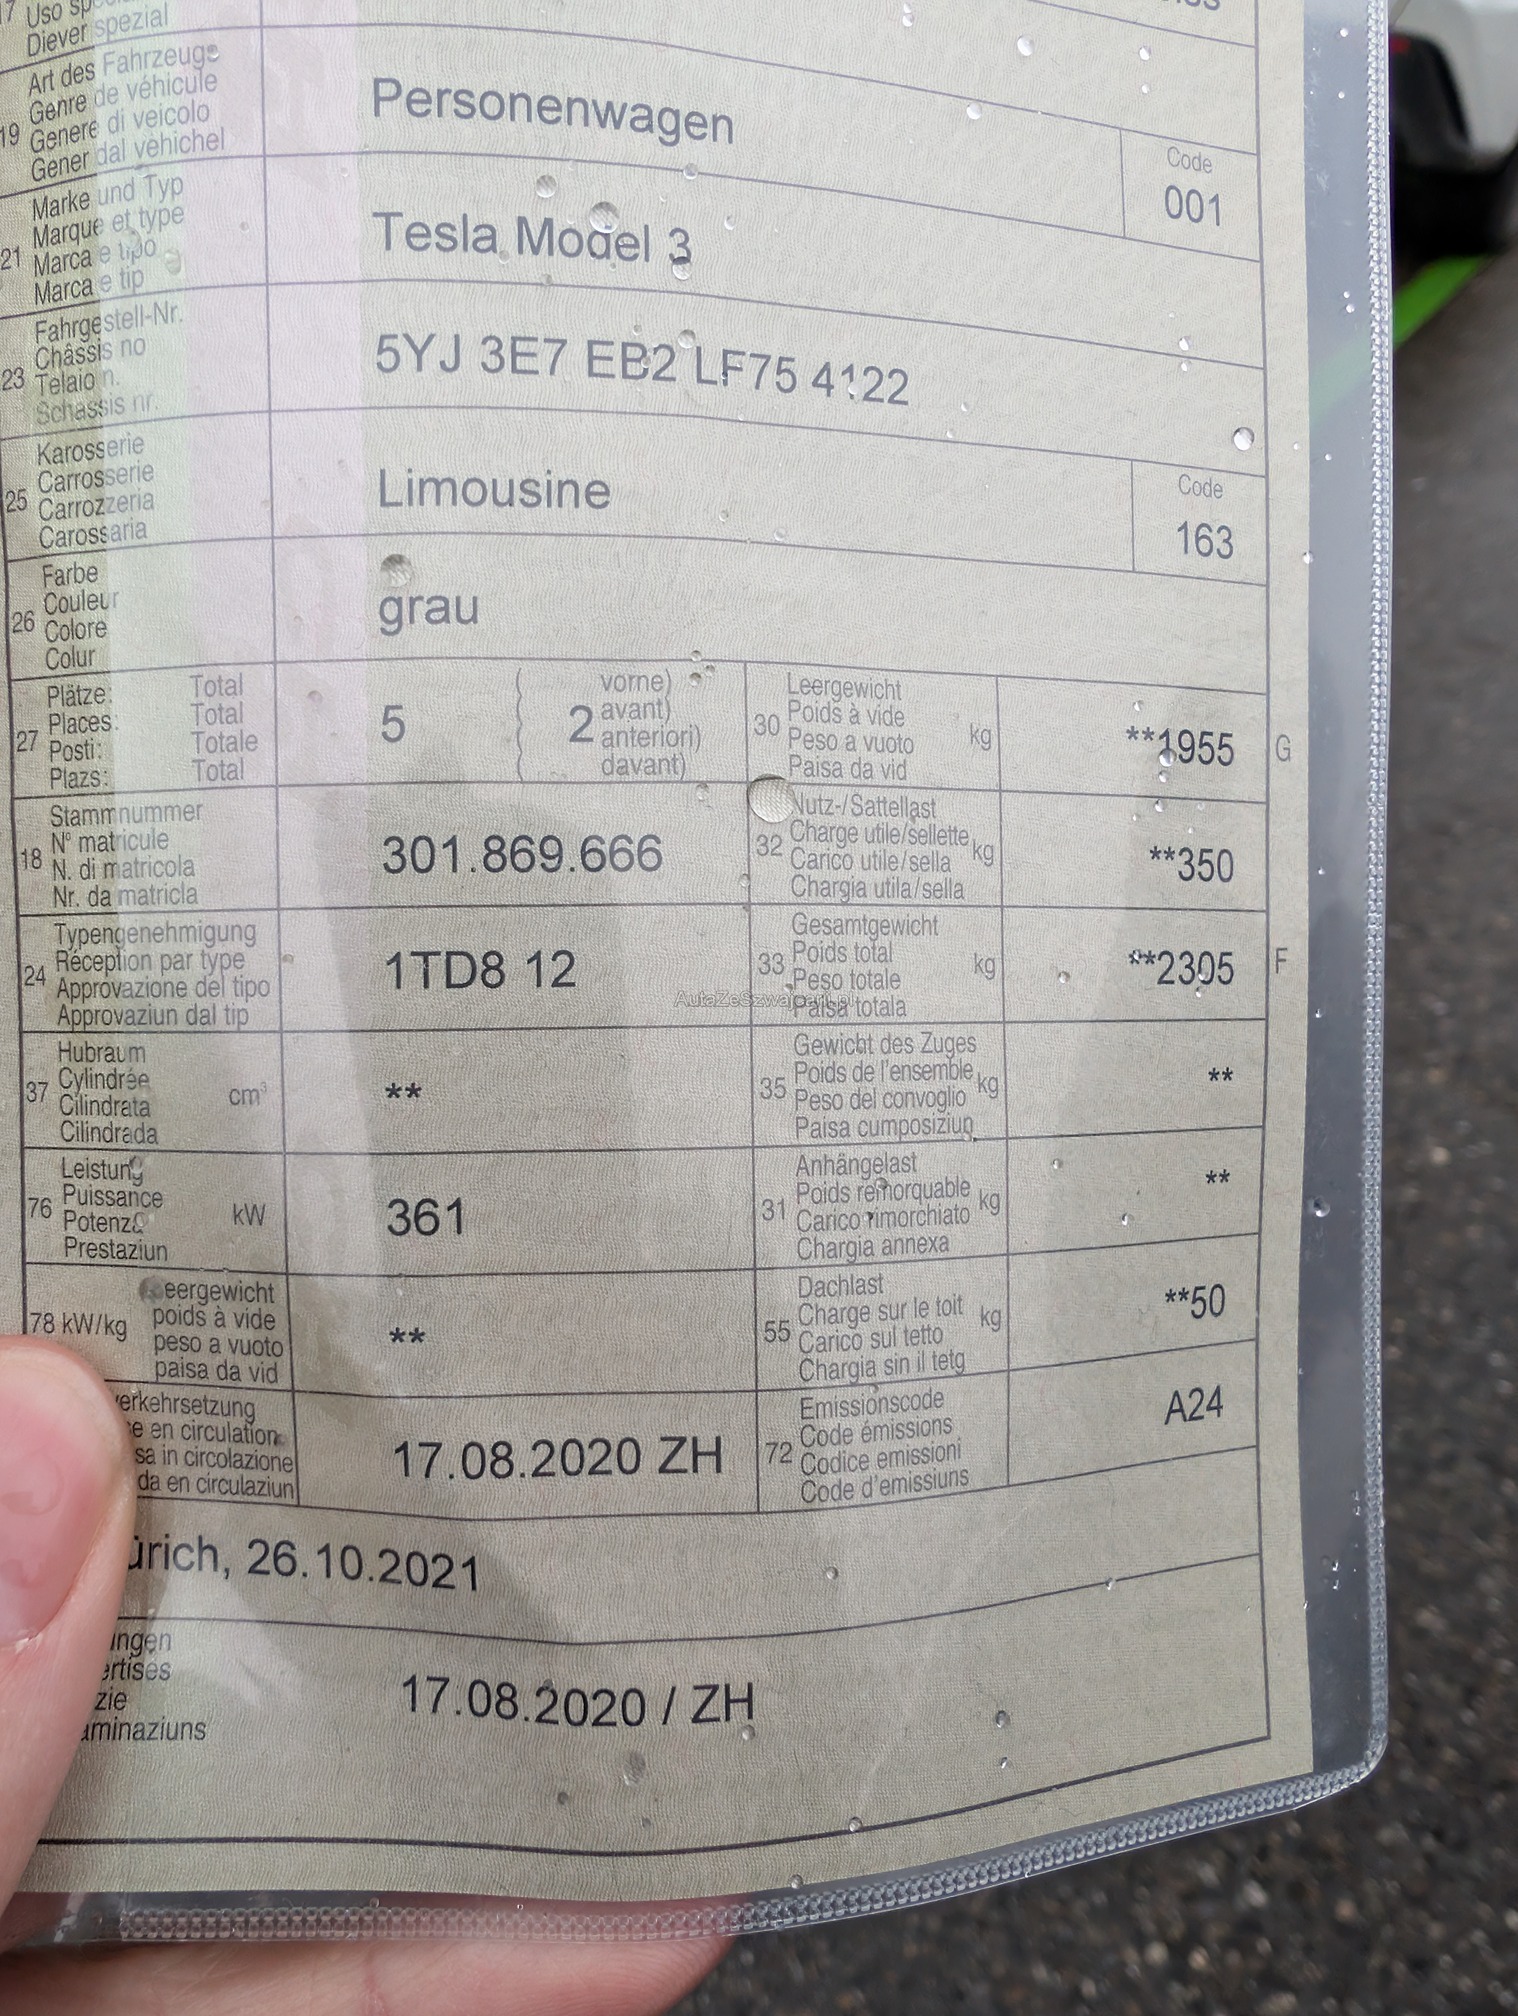 17 Uso
Diever spezial
Art des Fahrzeugs
Genre de véhicule
19 Genere di veicolo
Gener dal vehichel
Personenwagen
Code
001
Marke und Typ
Marque et type
21 Marca e tipo
Marca e tip
Tesla Model 3
Fahrgestell-Nr.
Châssis no
23 Telaio n.
Schassis nr.
5YJ 3E7 EB2 LF75 4122
Karosserie
Carrosserie
25 Carrozzeria
Carossaria
Limousine
Code
163
Farbe
Couleur
26 Colore
Colur
grau
27 Plätze: Total
Places: Total
Posti: Totale
Plazs: Total
5 ( 2 vorne)
avant)
anteriori)
davant)
30 Leergewicht
Poids à vide
Peso a vuoto
Paisa da vid
kg
**1955 G
18 Stammnummer
N° matricule
N. di matricola
Nr. da matricla
301.869.666
32 Nutz-/Sattellast
Charge utile/sellette
Carico utile/sella
Chargia utila/sella
kg
**350
24 Typengenehmigung
Réception par type
Approvazione del tipo
Approvaziun dal tip
1TD8 12
33 Gesamtgewicht
Poids total
Peso totale
Paisa totala
kg
**2305 F
AutaZeSzwajcarii.pl
37 Hubraum
Cylindrée
Cilindrata
Cilindrada
cm³
**
35 Gewicht des Zuges
Poids de l'ensemble
Peso del convoglio
Paisa cumposiziun
kg
**
76 Leistung
Puissance
Potenza
Prestaziun
kW
361
31 Anhängelast
Poids remorquable
Carico rimorchiato
Chargia annexa
kg
**
78 kW/kg
eergewicht
poids à vide
peso a vuoto
paisa da vid
**
55 Dachlast
Charge sur le toit
Carico sul tetto
Chargia sin il tetg
kg
**50
verkehrsetzung
e en circulation
sa in circolazione
da en circulaziun
17.08.2020 ZH
72 Emissionscode
Code émissions
Codice emissioni
Code d'emissiuns
A24
ürich, 26.10.2021
ungen
ertises
zie
aminaziuns
17.08.2020 / ZH